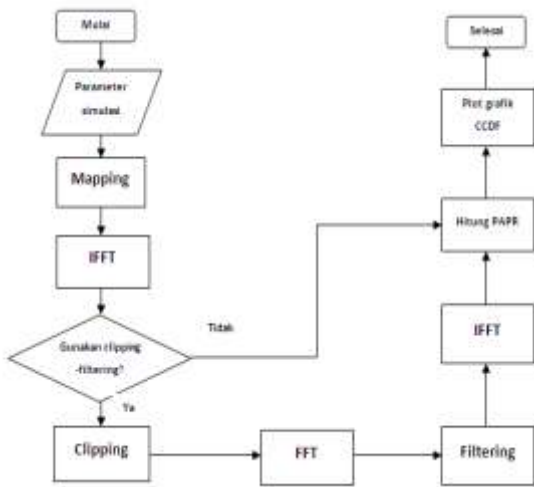 Mulai
Parameter
simulasi
Mapping
IFFT
Gunakan clipping
-filtering?
Tidak
Ya
Clipping
FFT
Filtering
IFFT
Hitung PAPR
Plot grafik
CCDF
Selesai